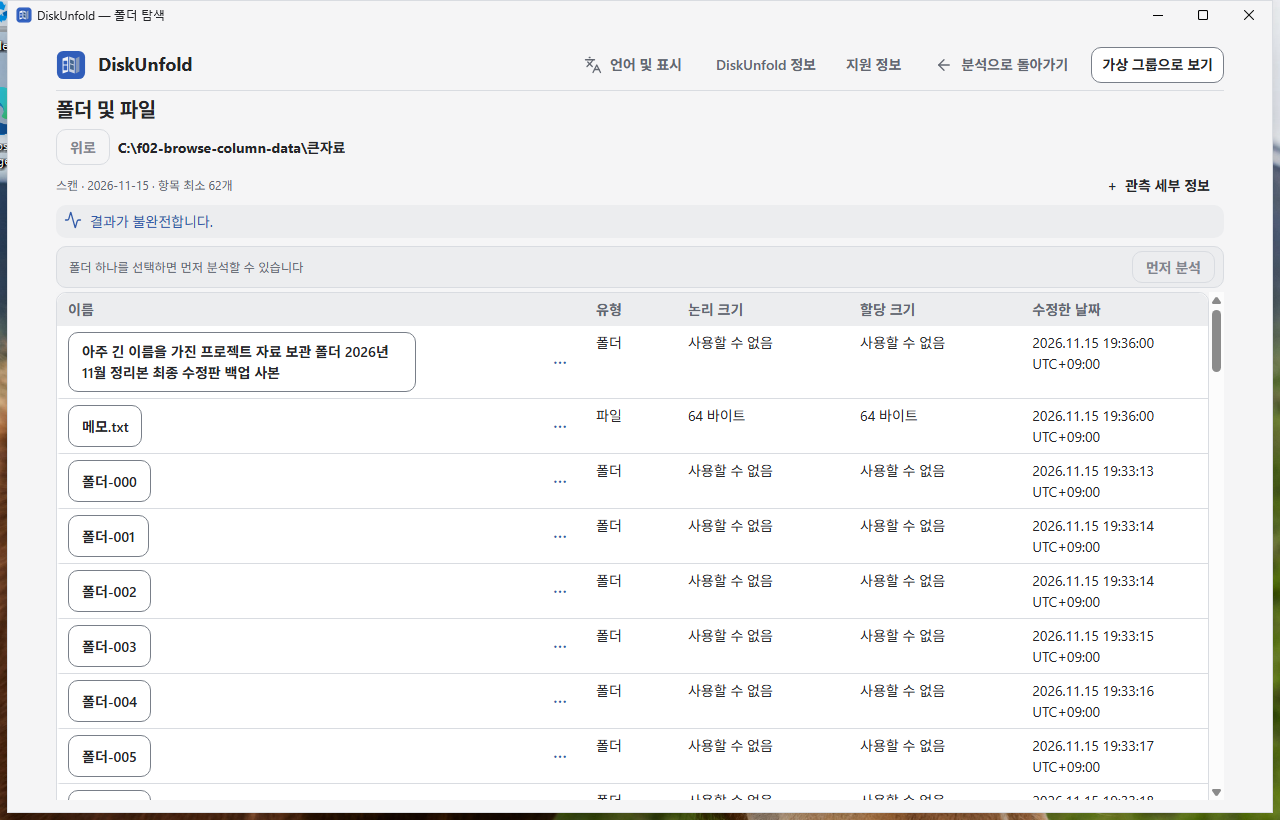 DiskUnfold — 폴더 탐색
DiskUnfold
언어 및 표시
DiskUnfold 정보
지원 정보
← 분석으로 돌아가기
가상 그룹으로 보기
폴더 및 파일
위로
C:\f02-browse-column-data\큰자료
스캔 · 2026-11-15 · 항목 최소 62개
+ 관측 세부 정보
결과가 불완전합니다.
폴더 하나를 선택하면 먼저 분석할 수 있습니다
먼저 분석
이름 유형 논리 크기 할당 크기 수정한 날짜
아주 긴 이름을 가진 프로젝트 자료 보관 폴더 2026년
11월 정리본 최종 수정판 백업 사본
... 폴더 사용할 수 없음 사용할 수 없음 2026.11.15 19:36:00
UTC+09:00
메모.txt ... 파일 64 바이트 64 바이트 2026.11.15 19:36:00
UTC+09:00
폴더-000 ... 폴더 사용할 수 없음 사용할 수 없음 2026.11.15 19:33:13
UTC+09:00
폴더-001 ... 폴더 사용할 수 없음 사용할 수 없음 2026.11.15 19:33:14
UTC+09:00
폴더-002 ... 폴더 사용할 수 없음 사용할 수 없음 2026.11.15 19:33:14
UTC+09:00
폴더-003 ... 폴더 사용할 수 없음 사용할 수 없음 2026.11.15 19:33:15
UTC+09:00
폴더-004 ... 폴더 사용할 수 없음 사용할 수 없음 2026.11.15 19:33:16
UTC+09:00
폴더-005 ... 폴더 사용할 수 없음 사용할 수 없음 2026.11.15 19:33:17
UTC+09:00